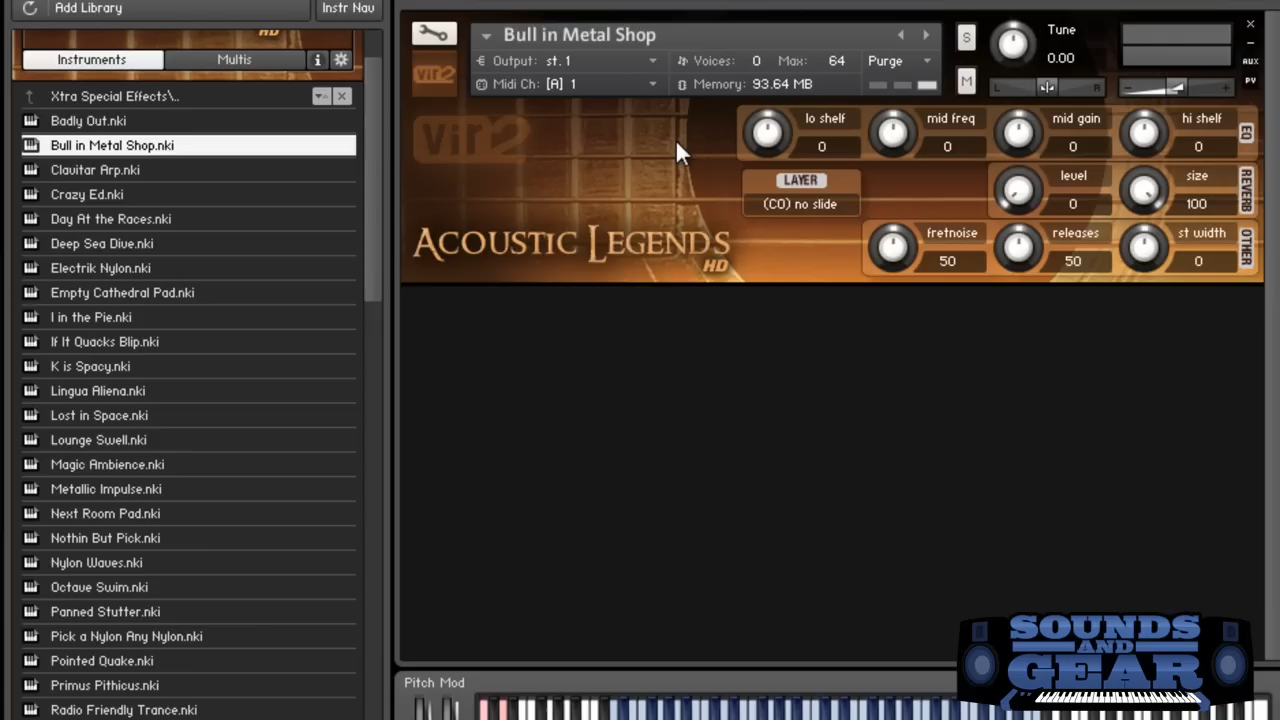 Add Library
Instr Nav
HD
Instruments
Multis
i
Xtra Special Effects\..
Badly Out.nki
Bull in Metal Shop.nki
Clavitar Arp.nki
Crazy Ed.nki
Day At the Races.nki
Deep Sea Dive.nki
Electrik Nylon.nki
Empty Cathedral Pad.nki
I in the Pie.nki
If It Quacks Blip.nki
K is Spacy.nki
Lingua Aliena.nki
Lost in Space.nki
Lounge Swell.nki
Magic Ambience.nki
Metallic Impulse.nki
Next Room Pad.nki
Nothin But Pick.nki
Nylon Waves.nki
Octave Swim.nki
Panned Stutter.nki
Pick a Nylon Any Nylon.nki
Pointed Quake.nki
Primus Pithicus.nki
Radio Friendly Trance.nki
Bull in Metal Shop
S
Tune
0.00
vir2
Output: st. 1
Voices: 0 Max: 64
Purge
Midi Ch: [A] 1
Memory: 93.64 MB
M
L
R
AUX
PV
Vir2
lo shelf
0
mid freq
0
mid gain
0
hi shelf
0
EQ
LAYER
(C0) no slide
level
0
size
100
REVERB
ACOUSTIC LEGENDS
HD
fretnoise
50
releases
50
st width
0
OTHER
Pitch Mod
SOUNDS
AND
GEAR